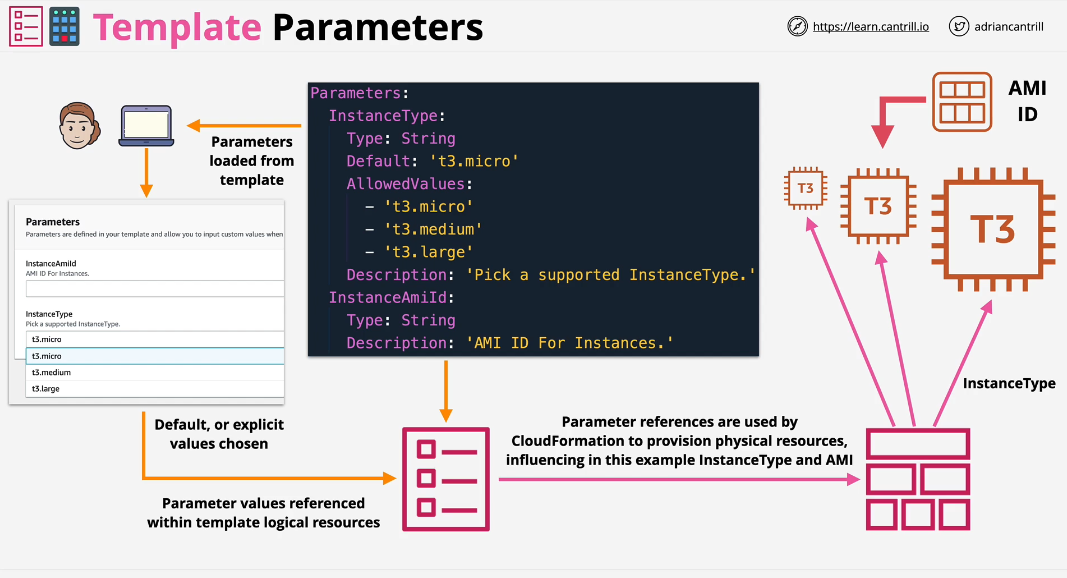 Template Parameters
https://learn.cantrill.io
adriancantrill
Parameters
loaded from
template
Parameters:
InstanceType:
Type: String
Default: 't3.micro'
AllowedValues:
– 't3.micro'
– 't3.medium'
– 't3.large'
Description: 'Pick a supported InstanceType.'
InstanceAmiId:
Type: String
Description: 'AMI ID For Instances.'
AMI
ID
T3
T3
T3
InstanceType
Parameters
Parameters are defined in your template and allow you to input custom values when
InstanceAmiId
AMI ID For Instances.
InstanceType
Pick a supported InstanceType.
t3.micro
t3.micro
t3.medium
t3.large
Default, or explicit
values chosen
Parameter values referenced
within template logical resources
Parameter references are used by
CloudFormation to provision physical resources,
influencing in this example InstanceType and AMI